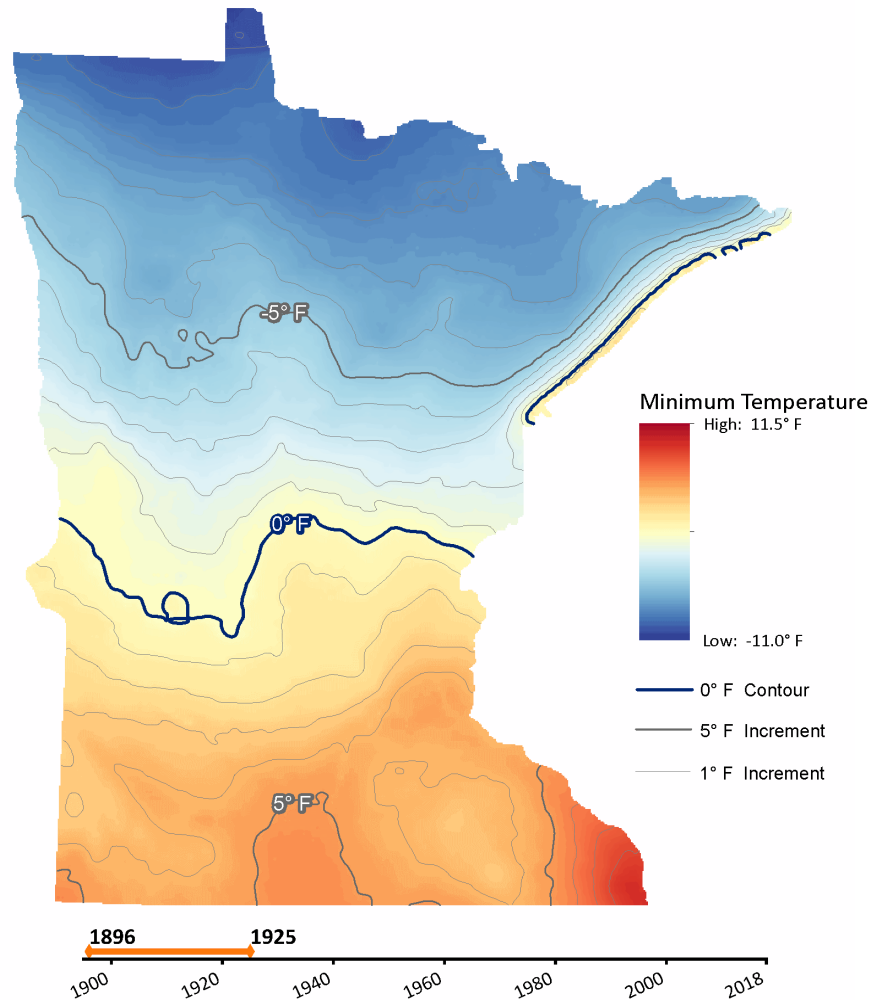 -5° F
Minimum Temperature
High: 11.5° F
0° F
Low: -11.0° F
0° F Contour
5° F Increment
1° F Increment
5° F
1896 1925
1900 1920 1940 1960 1980 2000 2018